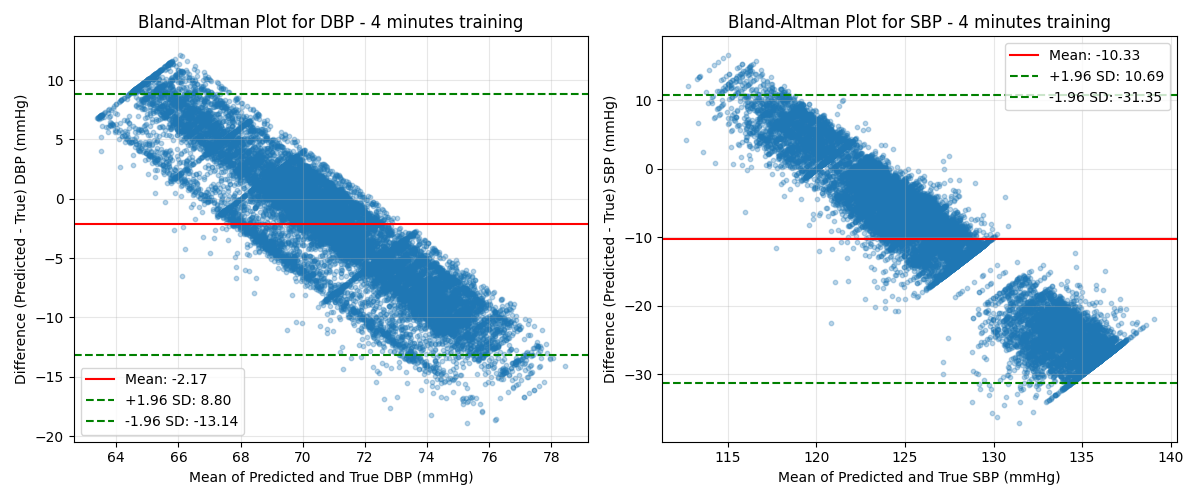 Bland-Altman Plot for DBP - 4 minutes training
Difference (Predicted - True) DBP (mmHg)
10
5
0
−5
−10
−15
−20
Mean: -2.17
+1.96 SD: 8.80
-1.96 SD: -13.14
64
66
68
70
72
74
76
78
Mean of Predicted and True DBP (mmHg)
Bland-Altman Plot for SBP - 4 minutes training
Difference (Predicted - True) SBP (mmHg)
10
0
−10
−20
−30
Mean: -10.33
+1.96 SD: 10.69
-1.96 SD: -31.35
115
120
125
130
135
140
Mean of Predicted and True SBP (mmHg)